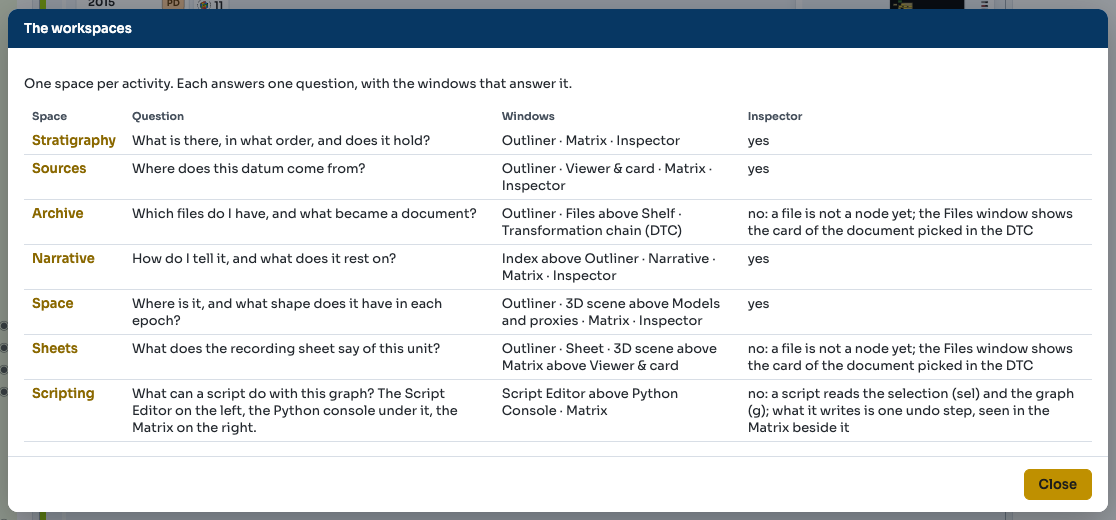 2015 PD 11
The workspaces
One space per activity. Each answers one question, with the windows that answer it.
Space Question Windows Inspector
Stratigraphy What is there, in what order, and does it hold? Outliner · Matrix · Inspector yes
Sources Where does this datum come from? Outliner · Viewer & card · Matrix · yes
Inspector
Archive Which files do I have, and what became a document? Outliner · Files above Shelf · no: a file is not a node yet; the Files window shows
Transformation chain (DTC) the card of the document picked in the DTC
Narrative How do I tell it, and what does it rest on? Index above Outliner · Narrative · yes
Matrix · Inspector
Space Where is it, and what shape does it have in each Outliner · 3D scene above Models yes
epoch? and proxies · Matrix · Inspector
Sheets What does the recording sheet say of this unit? Outliner · Sheet · 3D scene above no: a file is not a node yet; the Files window shows
Matrix above Viewer & card the card of the document picked in the DTC
Scripting What can a script do with this graph? The Script Script Editor above Python no: a script reads the selection (sel) and the graph
Editor on the left, the Python console under it, the Console · Matrix (g); what it writes is one undo step, seen in the
Matrix on the right. Matrix beside it
Close